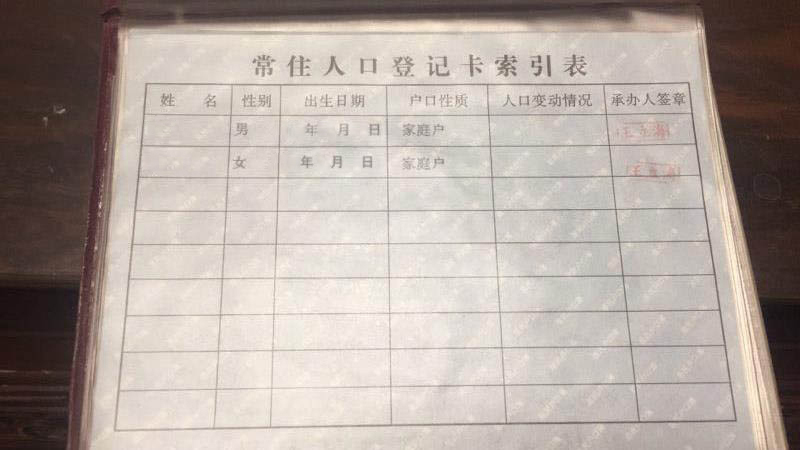 常住人口登记卡索引表
姓 名 性别 出生日期 户口性质 人口变动情况 承办人签章
男 年 月 日 家庭户
女 年 月 日 家庭户